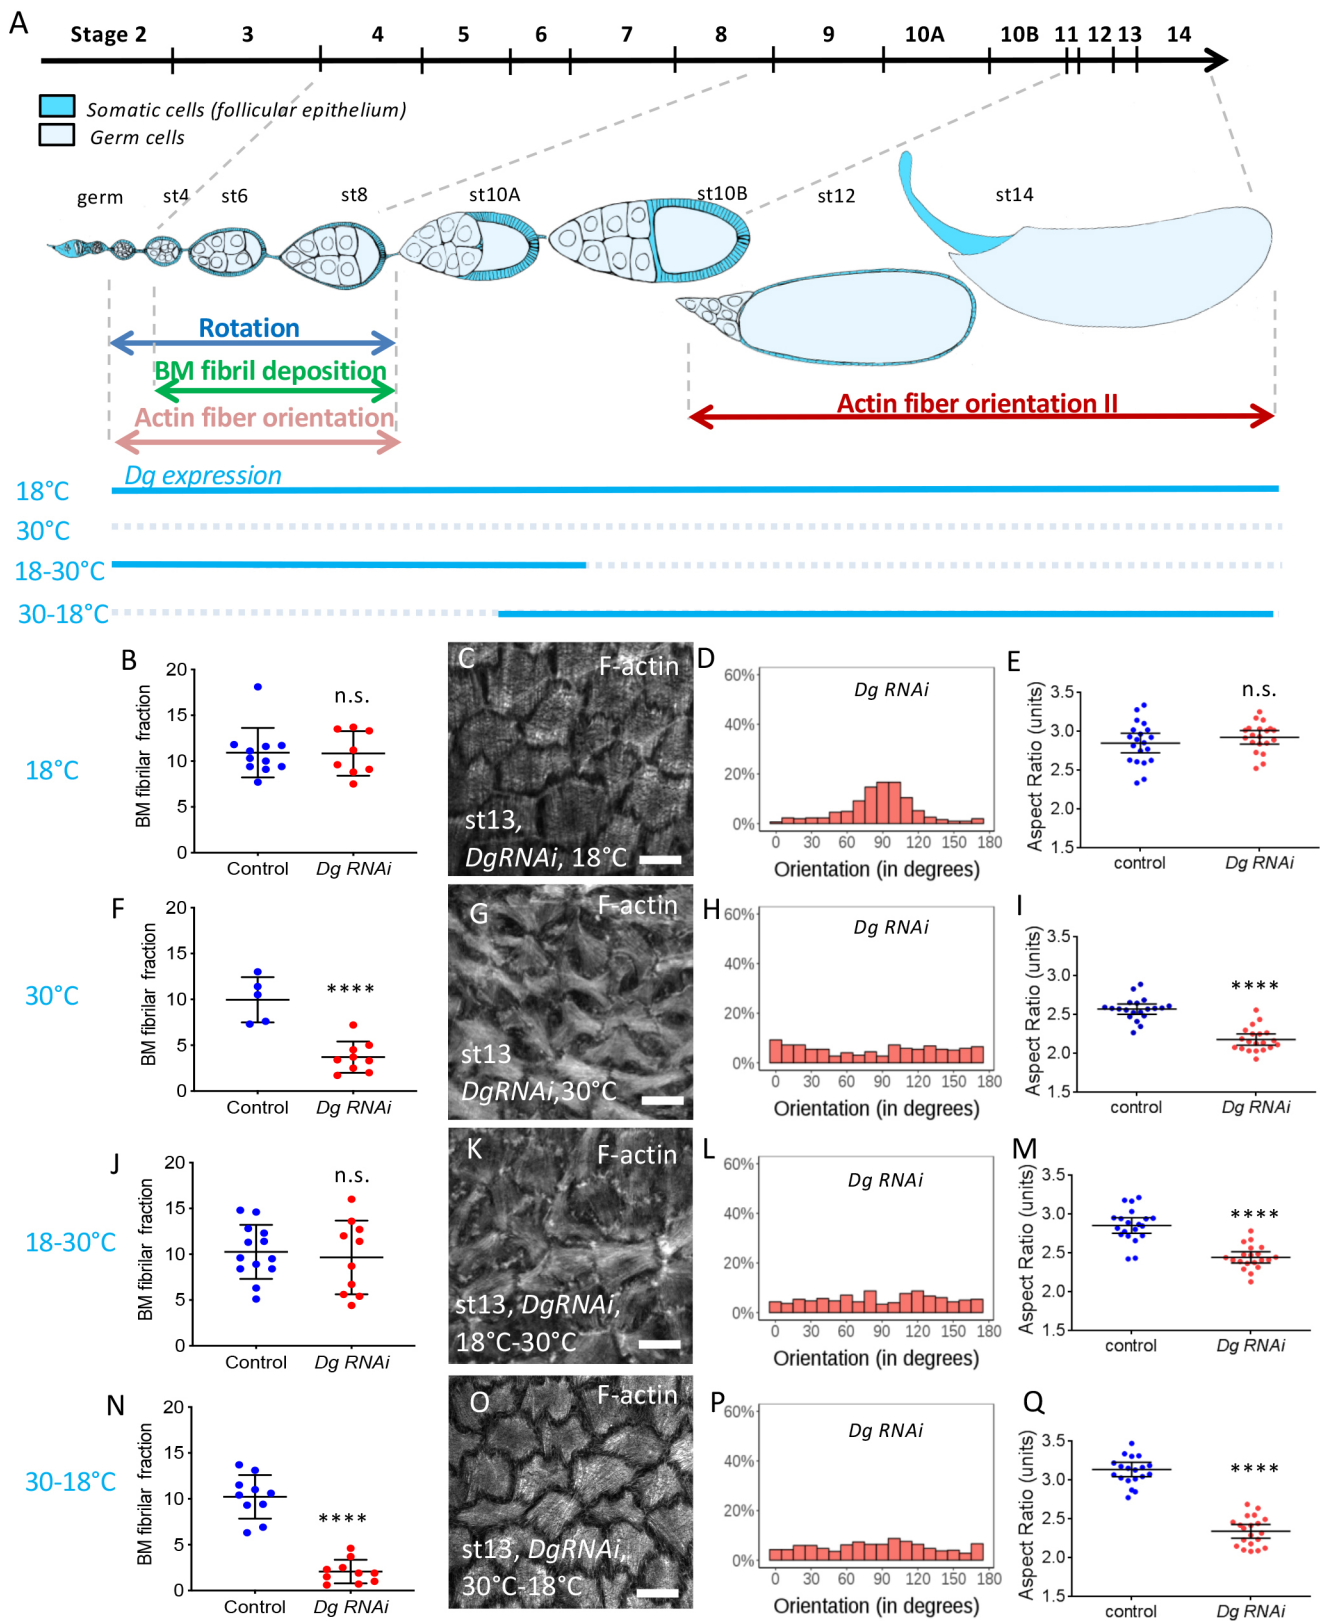 A
Stage 2 3 4 5 6 7 8 9 10A 10B 11 12 13 14
Somatic cells (follicular epithelium)
Germ cells
germ st4 st6 st8 st10A st10B st12 st14
Rotation
BM fibril deposition
Actin fiber orientation
Actin fiber orientation II
Dg expression
18°C
30°C
18-30°C
30-18°C
18°C
B
BM fibrilar fraction
20
15
10
5
0
n.s.
Control Dg RNAi
C
F-actin
st13,
DgRNAi, 18°C
D
Dg RNAi
60%
40%
20%
0%
0 30 60 90 120 150 180
Orientation (in degrees)
E
Aspect Ratio (units)
3.5
3.0
2.5
2.0
1.5
n.s.
control Dg RNAi
30°C
F
BM fibrilar fraction
20
15
10
5
0
****
Control Dg RNAi
G
F-actin
st13
DgRNAi,30°C
H
Dg RNAi
60%
40%
20%
0%
0 30 60 90 120 150 180
Orientation (in degrees)
I
Aspect Ratio (units)
3.5
3.0
2.5
2.0
1.5
****
control Dg RNAi
18-30°C
J
BM fibrilar fraction
20
15
10
5
0
n.s.
Control Dg RNAi
K
F-actin
st13, DgRNAi,
18°C-30°C
L
Dg RNAi
60%
40%
20%
0%
0 30 60 90 120 150 180
Orientation (in degrees)
M
Aspect Ratio (units)
3.5
3.0
2.5
2.0
1.5
****
control Dg RNAi
30-18°C
N
BM fibrilar fraction
20
15
10
5
0
****
Control Dg RNAi
O
F-actin
st13, DgRNAi,
30°C-18°C
P
Dg RNAi
60%
40%
20%
0%
0 30 60 90 120 150 180
Orientation (in degrees)
Q
Aspect Ratio (units)
3.5
3.0
2.5
2.0
1.5
****
control Dg RNAi